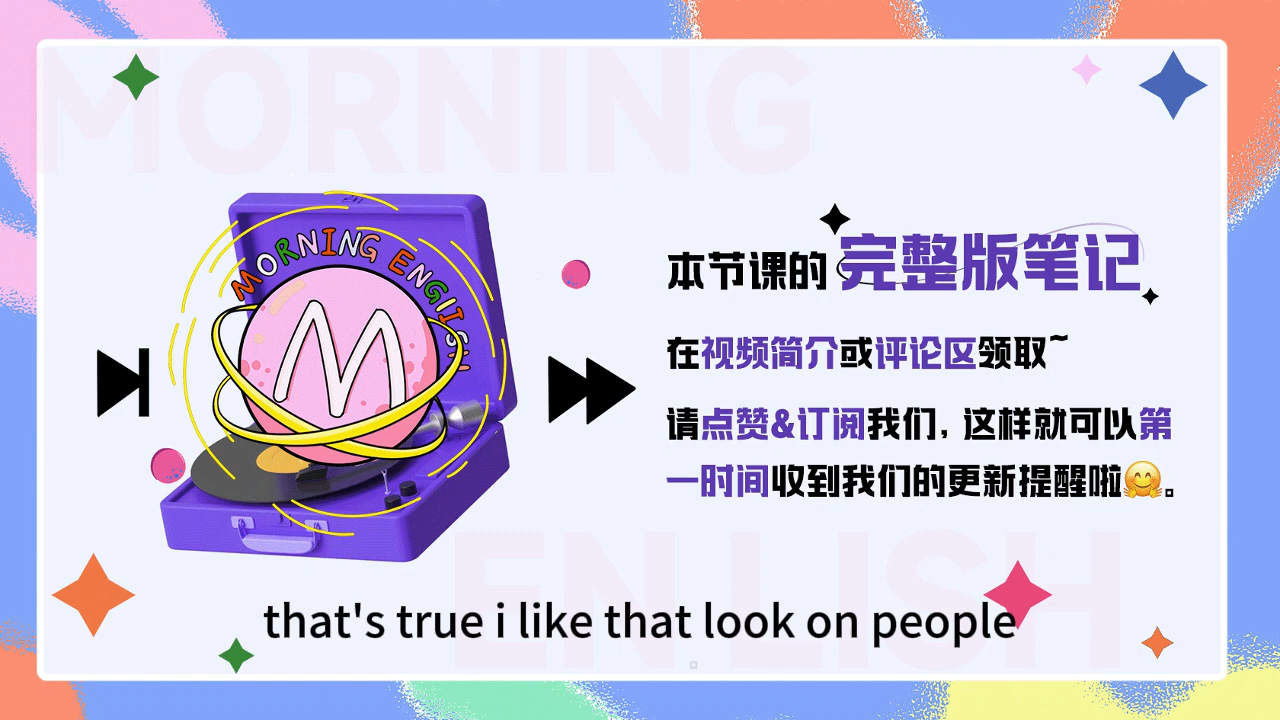 MORNING
MORNING ENGLISH
M
本节课的 完整版笔记
在视频简介或评论区领取~
请点赞&订阅我们, 这样就可以第
一时间收到我们的更新提醒啦🤗。
EN LISH
that's true i like that look on people